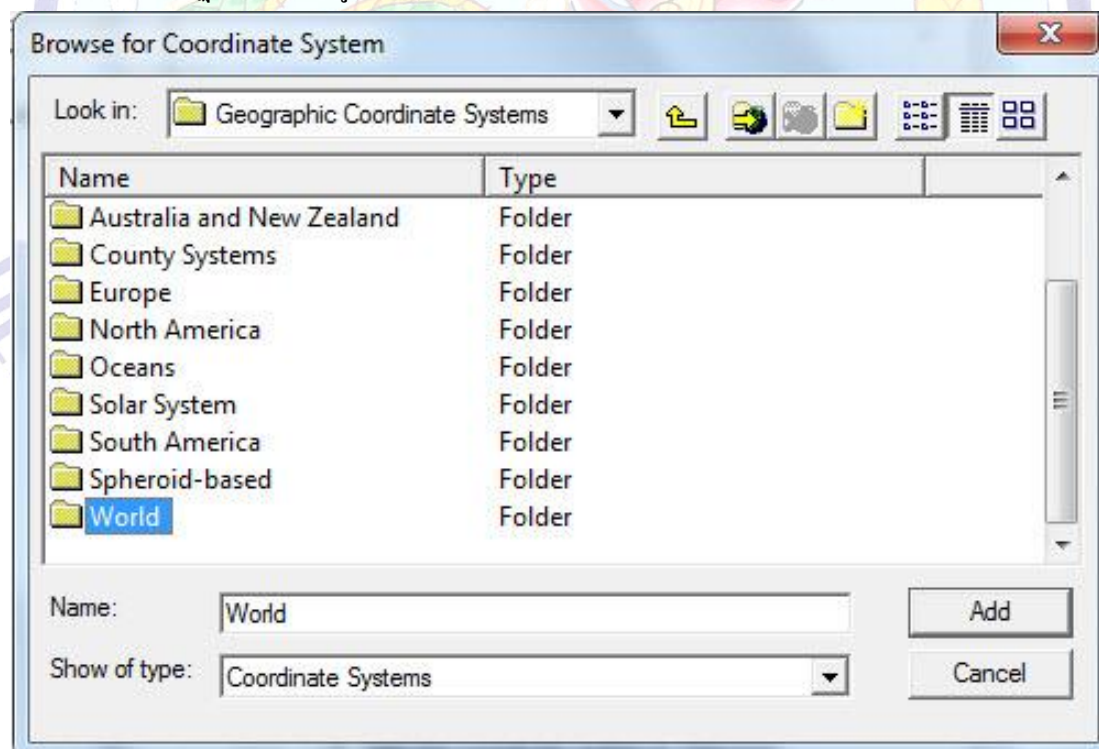 Browse for Coordinate System
Look in: Geographic Coordinate Systems
Name Type
Australia and New Zealand Folder
County Systems Folder
Europe Folder
North America Folder
Oceans Folder
Solar System Folder
South America Folder
Spheroid-based Folder
World Folder
Name: World Add
Show of type: Coordinate Systems Cancel